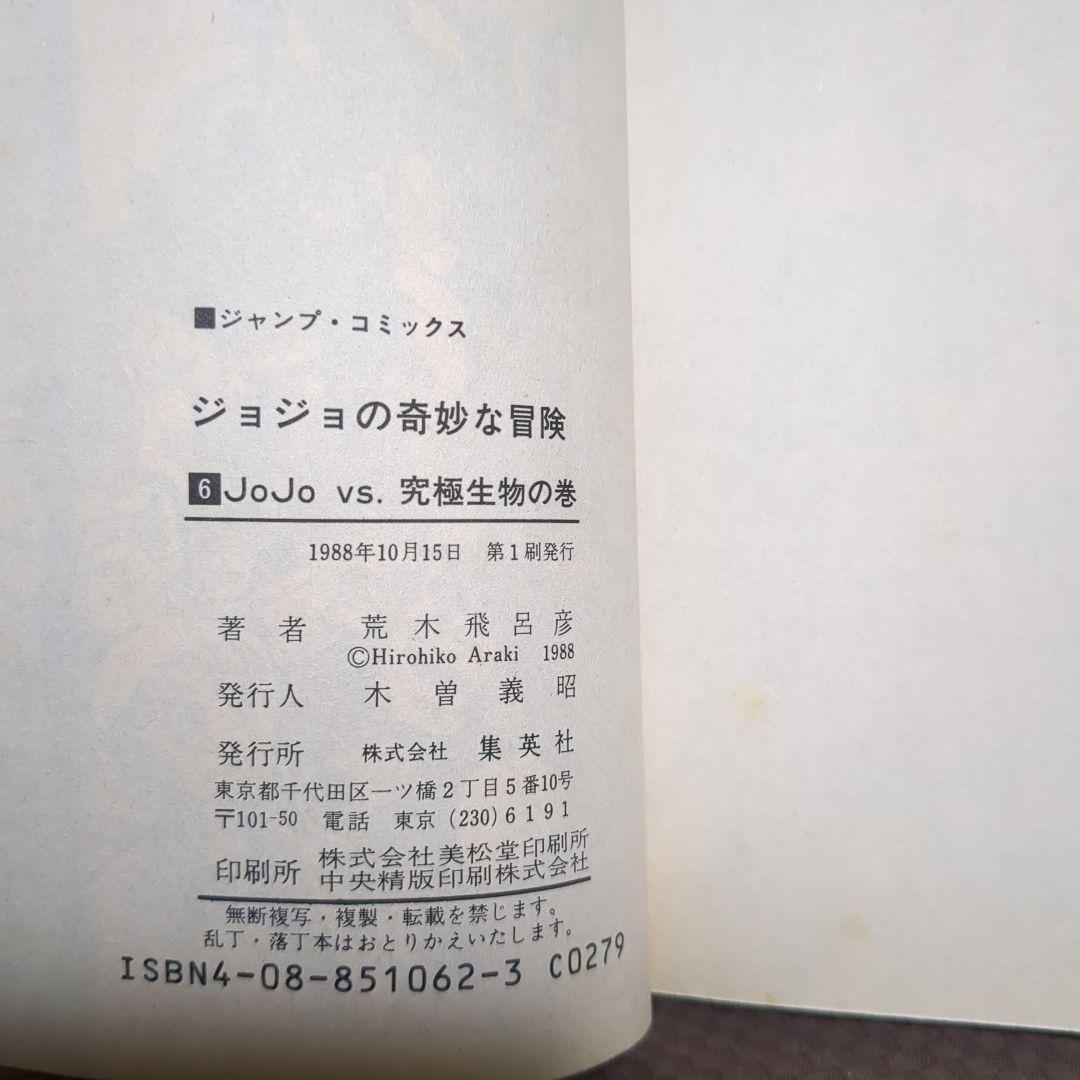 ■ジャンプ・コミックス
ジョジョの奇妙な冒険
6 JoJo vs. 究極生物の巻
1988年10月15日 第1刷発行
著者 荒木飛呂彦
©Hirohiko Araki 1988
発行人 木曽義昭
発行所 株式会社 集英社
東京都千代田区一ツ橋2丁目5番10号
〒101-50 電話 東京 (230) 6191
印刷所 株式会社美松堂印刷所
中央精版印刷株式会社
無断複写・複製・転載を禁じます。
乱丁・落丁本はおとりかえいたします。
ISBN4-08-851062-3 C0279